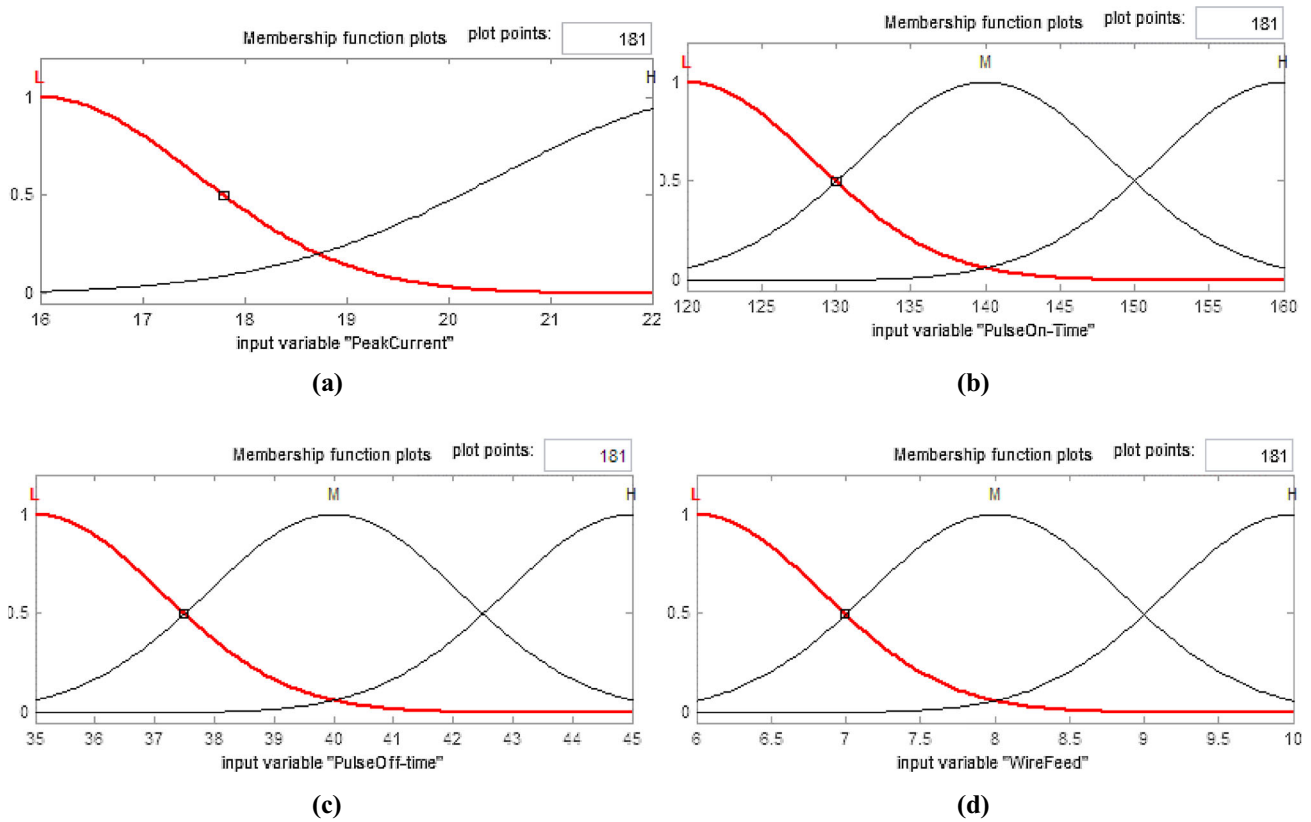 Membership function plots plot points: 181
L H
1
0.5
0
16 17 18 19 20 21 22
input variable "PeakCurrent"
(a)
Membership function plots plot points: 181
L M H
1
0.5
0
120 125 130 135 140 145 150 155 160
input variable "PulseOn-Time"
(b)
Membership function plots plot points: 181
L M H
1
0.5
0
35 36 37 38 39 40 41 42 43 44 45
input variable "PulseOff-time"
(c)
Membership function plots plot points: 181
L M H
1
0.5
0
6 6.5 7 7.5 8 8.5 9 9.5 10
input variable "WireFeed"
(d)